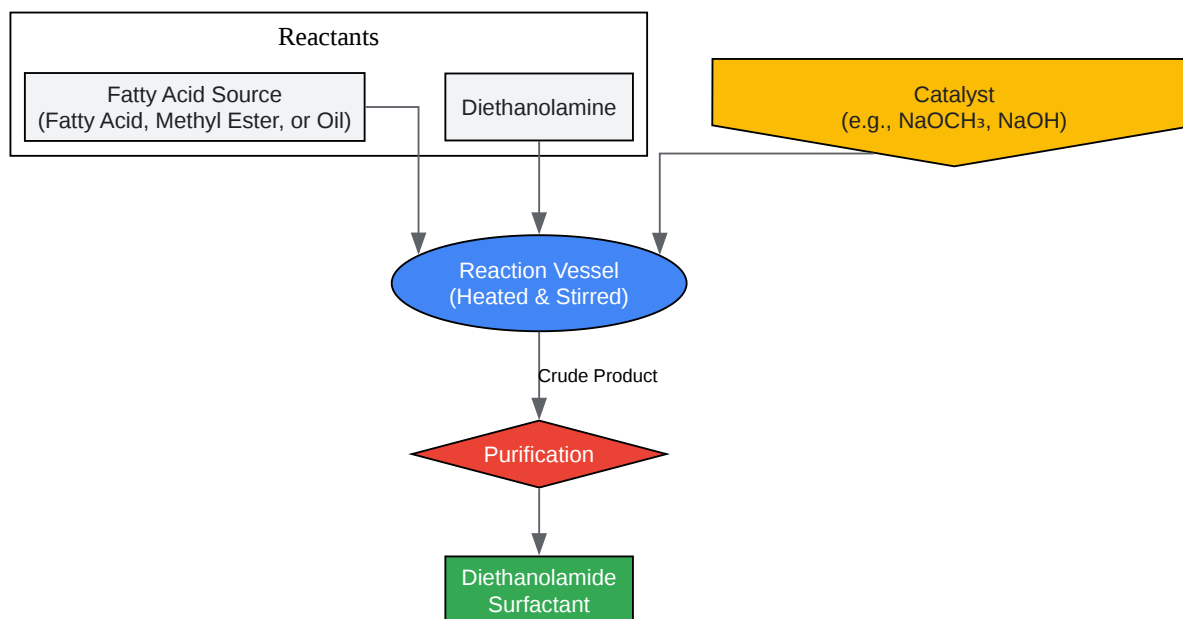 Reactants
Fatty Acid Source
(Fatty Acid, Methyl Ester, or Oil)
Diethanolamine
Catalyst
(e.g., NaOCH₃, NaOH)
Reaction Vessel
(Heated & Stirred)
Crude Product
Purification
Diethanolamide
Surfactant